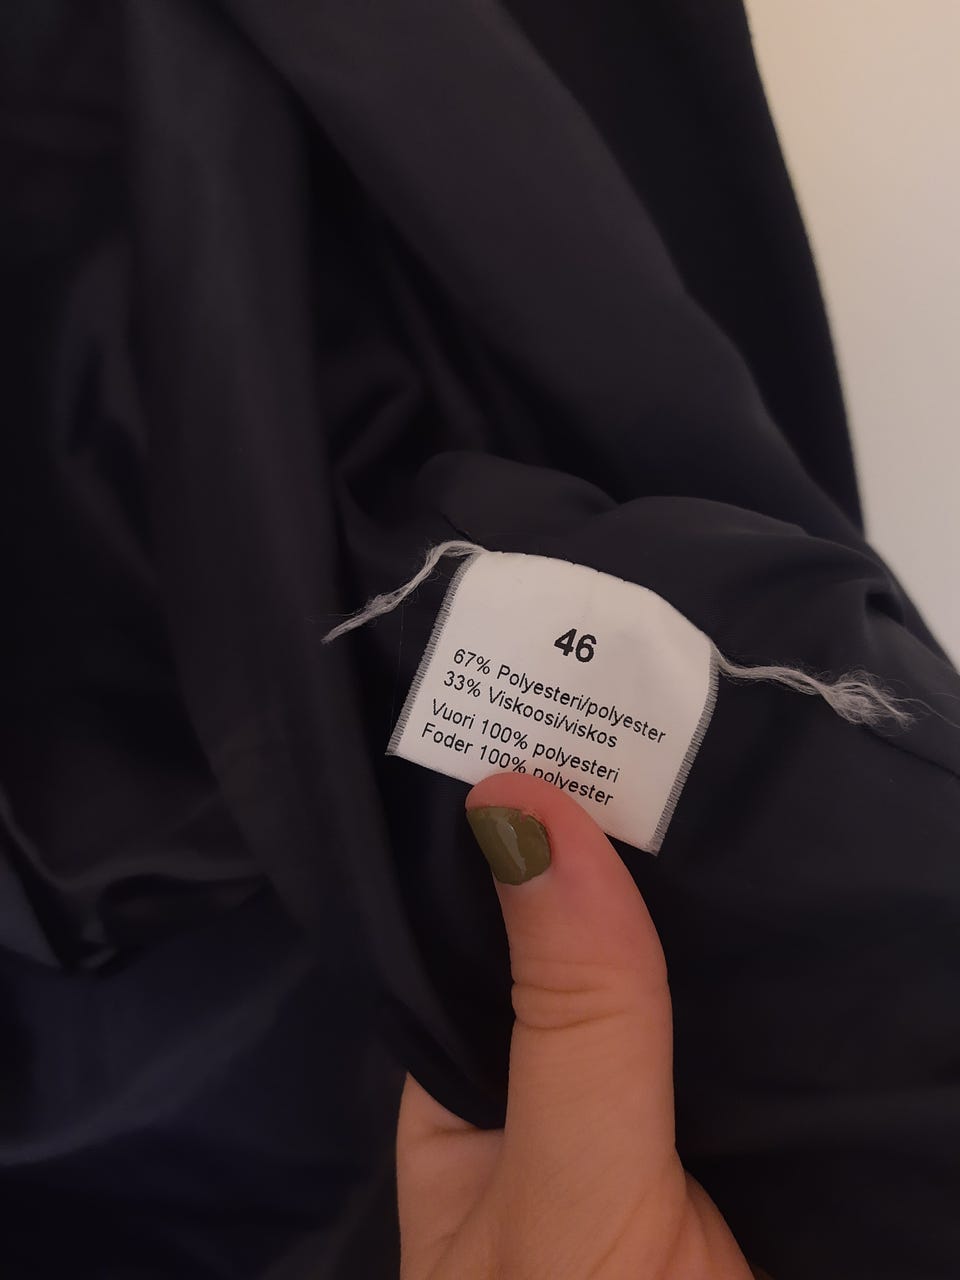 46
67% Polyesteri/polyester
33% Viskoosi/viskos
Vuori 100% polyesteri
Foder 100% polyester